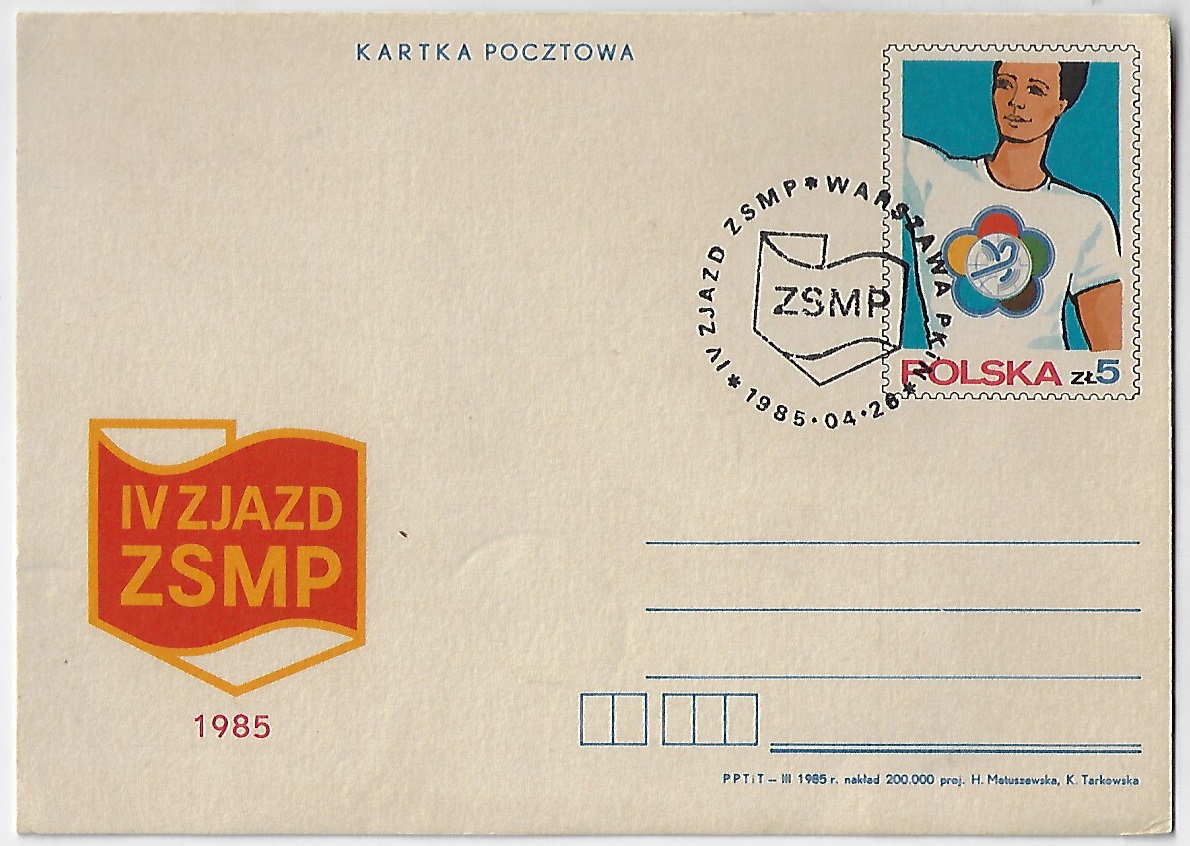 KARTKA POCZTOWA
IV ZJAZD ZSMP * WARSZAWA PKiN *
ZSMP
* 1985·04·26
POLSKA ZŁ5
IV ZJAZD
ZSMP
1985
PPTiT – III 1985 r. nakład 200.000 proj. H. Matuszewska, K. Tarkowska